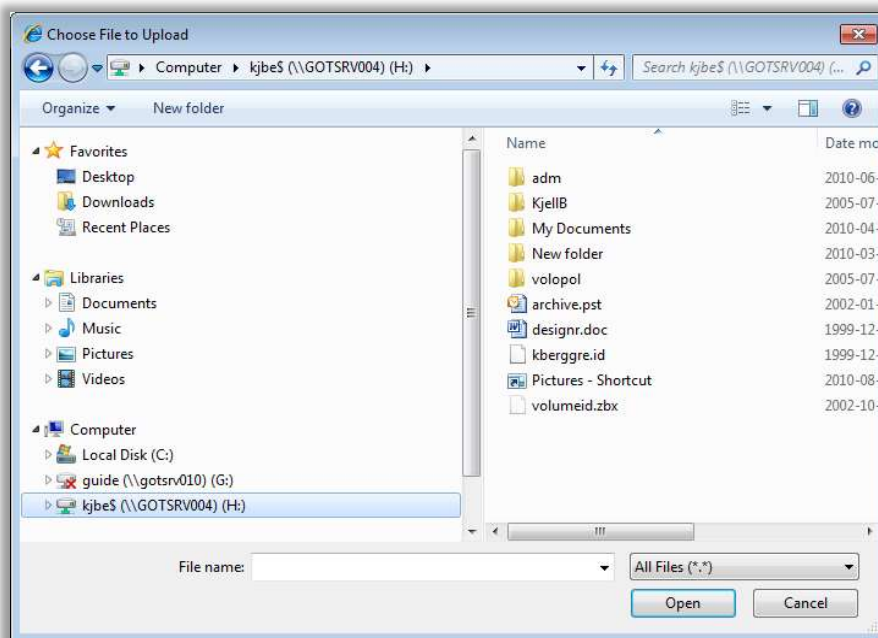 Choose File to Upload
Computer kjbe$ (\\GOTSRV004) (H:)
Search kjbe$ (\\GOTSRV004) (...
Organize
New folder
Favorites
Desktop
Downloads
Recent Places
Libraries
Documents
Music
Pictures
Videos
Computer
Local Disk (C:)
guide (\\gotsrv010) (G:)
kjbe$ (\\GOTSRV004) (H:)
Name Date mo
adm 2010-06-
KjellB 2005-07-
My Documents 2010-04-
New folder 2010-03-
volopol 2005-07-
archive.pst 2002-01-
designr.doc 1999-12-
kberggre.id 1999-12-
Pictures - Shortcut 2010-08-
volumeid.zbx 2002-10-
File name:
All Files (*.*)
Open
Cancel